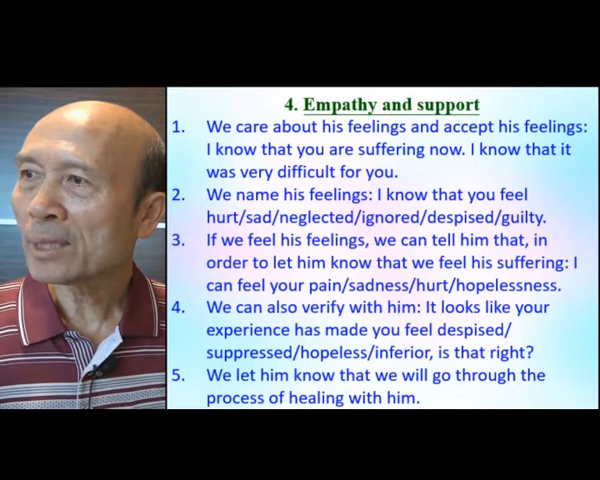 4. Empathy and support
1. We care about his feelings and accept his feelings:
I know that you are suffering now. I know that it
was very difficult for you.
2. We name his feelings: I know that you feel
hurt/sad/neglected/ignored/despised/guilty.
3. If we feel his feelings, we can tell him that, in
order to let him know that we feel his suffering: I
can feel your pain/sadness/hurt/hopelessness.
4. We can also verify with him: It looks like your
experience has made you feel despised/
suppressed/hopeless/inferior, is that right?
5. We let him know that we will go through the
process of healing with him.